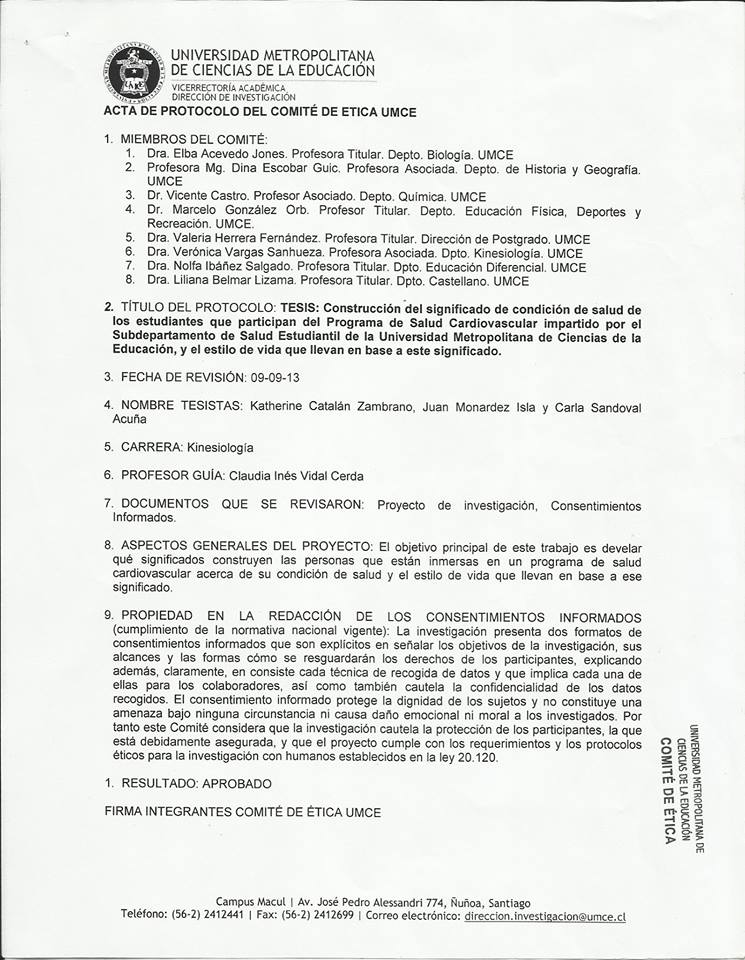 UNIVERSIDAD METROPOLITANA
DE CIENCIAS DE LA EDUCACIÓN
VICERRECTORÍA ACADÉMICA
DIRECCIÓN DE INVESTIGACIÓN
ACTA DE PROTOCOLO DEL COMITÉ DE ETICA UMCE
1. MIEMBROS DEL COMITÉ:
1. Dra. Elba Acevedo Jones. Profesora Titular. Depto. Biología. UMCE
2. Profesora Mg. Dina Escobar Guic. Profesora Asociada. Depto. de Historia y Geografía.
UMCE
3. Dr. Vicente Castro. Profesor Asociado. Depto. Química. UMCE
4. Dr. Marcelo González Orb. Profesor Titular. Depto. Educación Física, Deportes y
Recreación. UMCE.
5. Dra. Valeria Herrera Fernández. Profesora Titular. Dirección de Postgrado. UMCE
6. Dra. Verónica Vargas Sanhueza. Profesora Asociada. Dpto. Kinesiología. UMCE
7. Dra. Nolfa Ibáñez Salgado. Profesora Titular. Dpto. Educación Diferencial. UMCE
8. Dra. Liliana Belmar Lizama. Profesora Titular. Dpto. Castellano. UMCE
2. TÍTULO DEL PROTOCOLO: TESIS: Construcción del significado de condición de salud de
los estudiantes que participan del Programa de Salud Cardiovascular impartido por el
Subdepartamento de Salud Estudiantil de la Universidad Metropolitana de Ciencias de la
Educación, y el estilo de vida que llevan en base a este significado.
3. FECHA DE REVISIÓN: 09-09-13
4. NOMBRE TESISTAS: Katherine Catalán Zambrano, Juan Monardez Isla y Carla Sandoval
Acuña
5. CARRERA: Kinesiología
6. PROFESOR GUÍA: Claudia Inés Vidal Cerda
7. DOCUMENTOS QUE SE REVISARON: Proyecto de investigación, Consentimientos
Informados.
8. ASPECTOS GENERALES DEL PROYECTO: El objetivo principal de este trabajo es develar
qué significados construyen las personas que están inmersas en un programa de salud
cardiovascular acerca de su condición de salud y el estilo de vida que llevan en base a ese
significado.
9. PROPIEDAD EN LA REDACCIÓN DE LOS CONSENTIMIENTOS INFORMADOS
(cumplimiento de la normativa nacional vigente): La investigación presenta dos formatos de
consentimientos informados que son explícitos en señalar los objetivos de la investigación, sus
alcances y las formas cómo se resguardarán los derechos de los participantes, explicando
además, claramente, en consiste cada técnica de recogida de datos y que implica cada una de
ellas para los colaboradores, así como también cautela la confidencialidad de los datos
recogidos. El consentimiento informado protege la dignidad de los sujetos y no constituye una
amenaza bajo ninguna circunstancia ni causa daño emocional ni moral a los investigados. Por
tanto este Comité considera que la investigación cautela la protección de los participantes, la que
está debidamente asegurada, y que el proyecto cumple con los requerimientos y los protocolos
éticos para la investigación con humanos establecidos en la ley 20.120.
1. RESULTADO: APROBADO
FIRMA INTEGRANTES COMITÉ DE ÉTICA UMCE
UNIVERSIDAD METROPOLITANA DE
CIENCIAS DE LA EDUCACIÓN
COMITÉ DE ETICA
Campus Macul | Av. José Pedro Alessandri 774, Ñuñoa, Santiago
Teléfono: (56-2) 2412441 | Fax: (56-2) 2412699 | Correo electrónico: direccion.investigacion@umce.cl